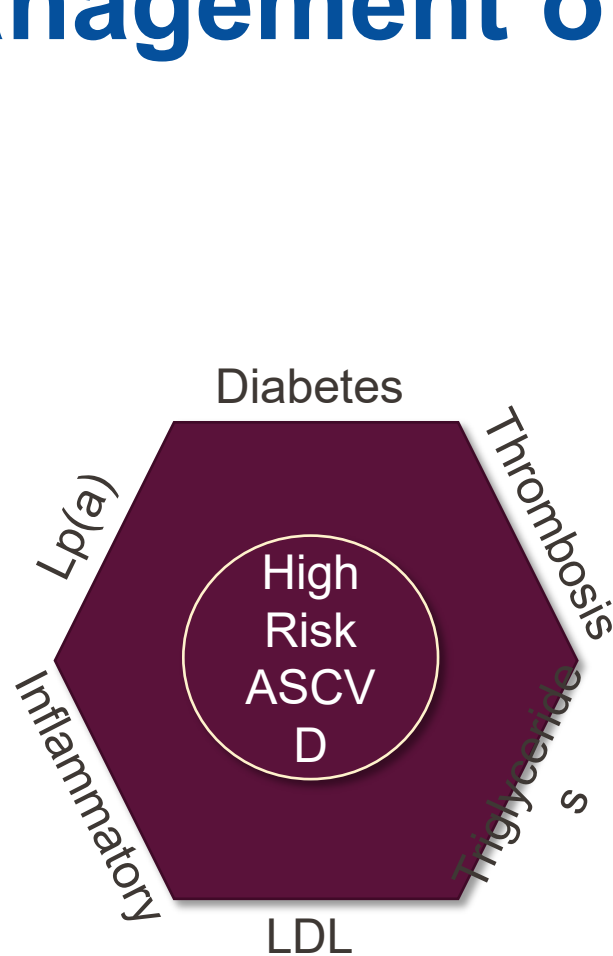 nagement o
Diabetes
Thrombosis
Lp(a)
High
Risk
ASCV
D
Inflammatory
Triglyceride
s
LDL